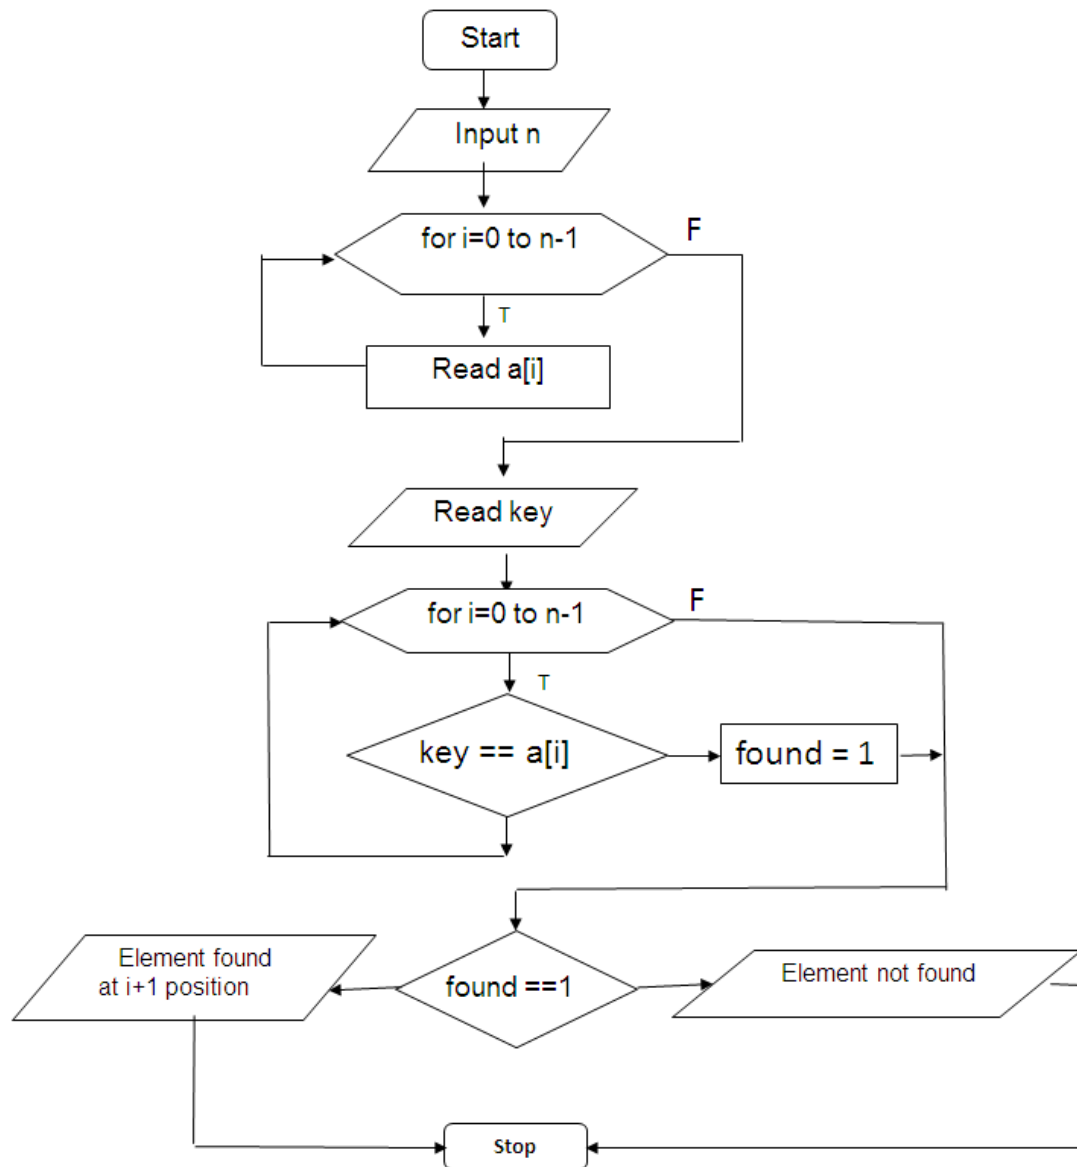 Start
Input n
for i=0 to n-1
F
T
Read a[i]
Read key
for i=0 to n-1
F
T
key == a[i]
found = 1
Element found
at i+1 position
found ==1
Element not found
Stop